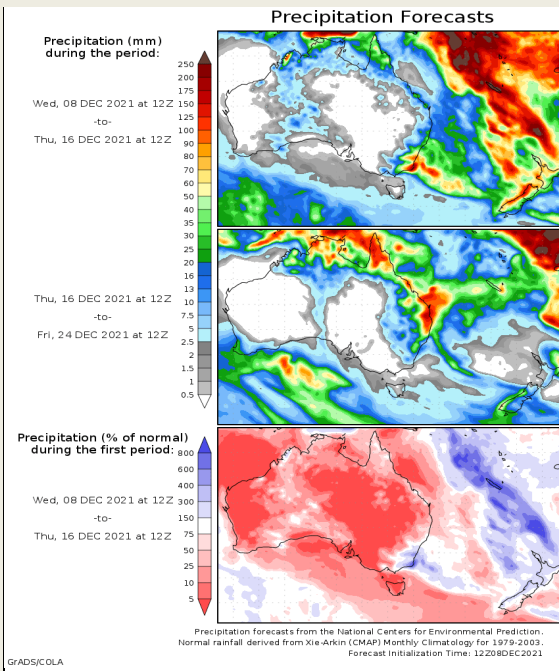 Precipitation Forecasts
Precipitation (mm)
during the period:
Wed, 08 DEC 2021 at 12Z
-to-
Thu, 16 DEC 2021 at 12Z
250
200
175
150
125
100
90
80
70
60
50
40
35
30
25
20
16
13
10
7.5
5
2.5
2
1.5
1
0.5
Thu, 16 DEC 2021 at 12Z
-to-
Fri, 24 DEC 2021 at 12Z
Precipitation (% of normal)
during the first period:
Wed, 08 DEC 2021 at 12Z
-to-
Thu, 16 DEC 2021 at 12Z
800
600
400
300
150
75
50
25
10
5
Precipitation forecasts from the National Centers for Environmental Prediction.
Normal rainfall derived from Xie-Arkin (CMAP) Monthly Climatology for 1979-2003.
Forecast Initialization Time: 12Z08DEC2021
GrADS/COLA